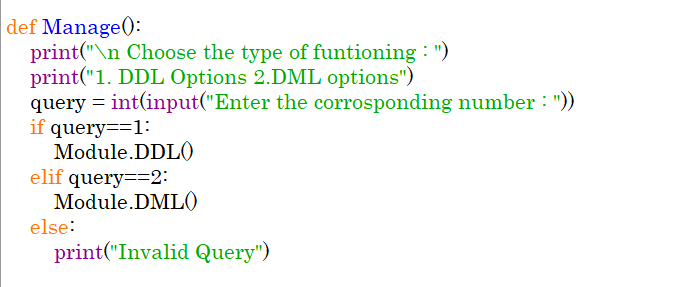 def Manage():
    print("\n Choose the type of funtioning : ")
    print("1. DDL Options 2.DML options")
    query = int(input("Enter the corrosponding number : "))
    if query==1:
        Module.DDL()
    elif query==2:
        Module.DML()
    else:
        print("Invalid Query")